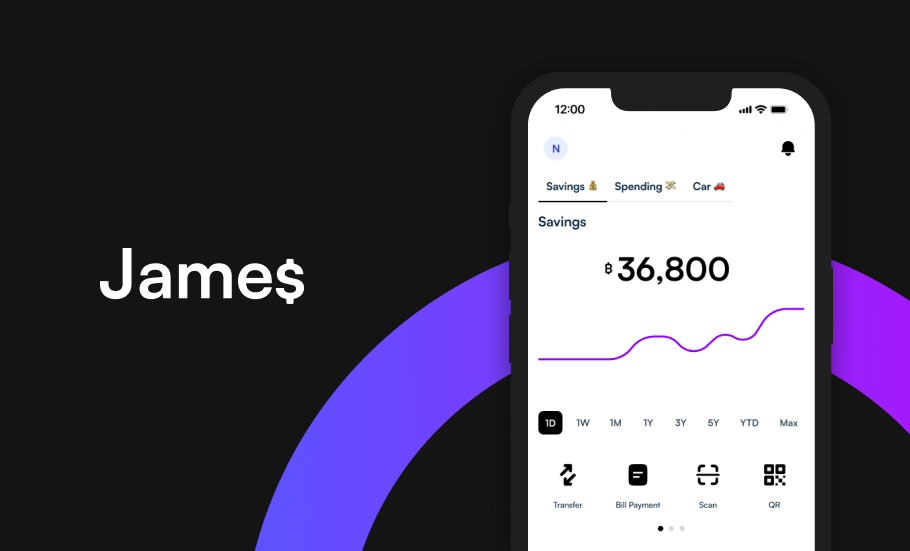 Jame$
12:00
N
Savings 💰 Spending 💸 Car 🚗
Savings
฿ 36,800
1D 1W 1M 1Y 3Y 5Y YTD Max
Transfer Bill Payment Scan QR